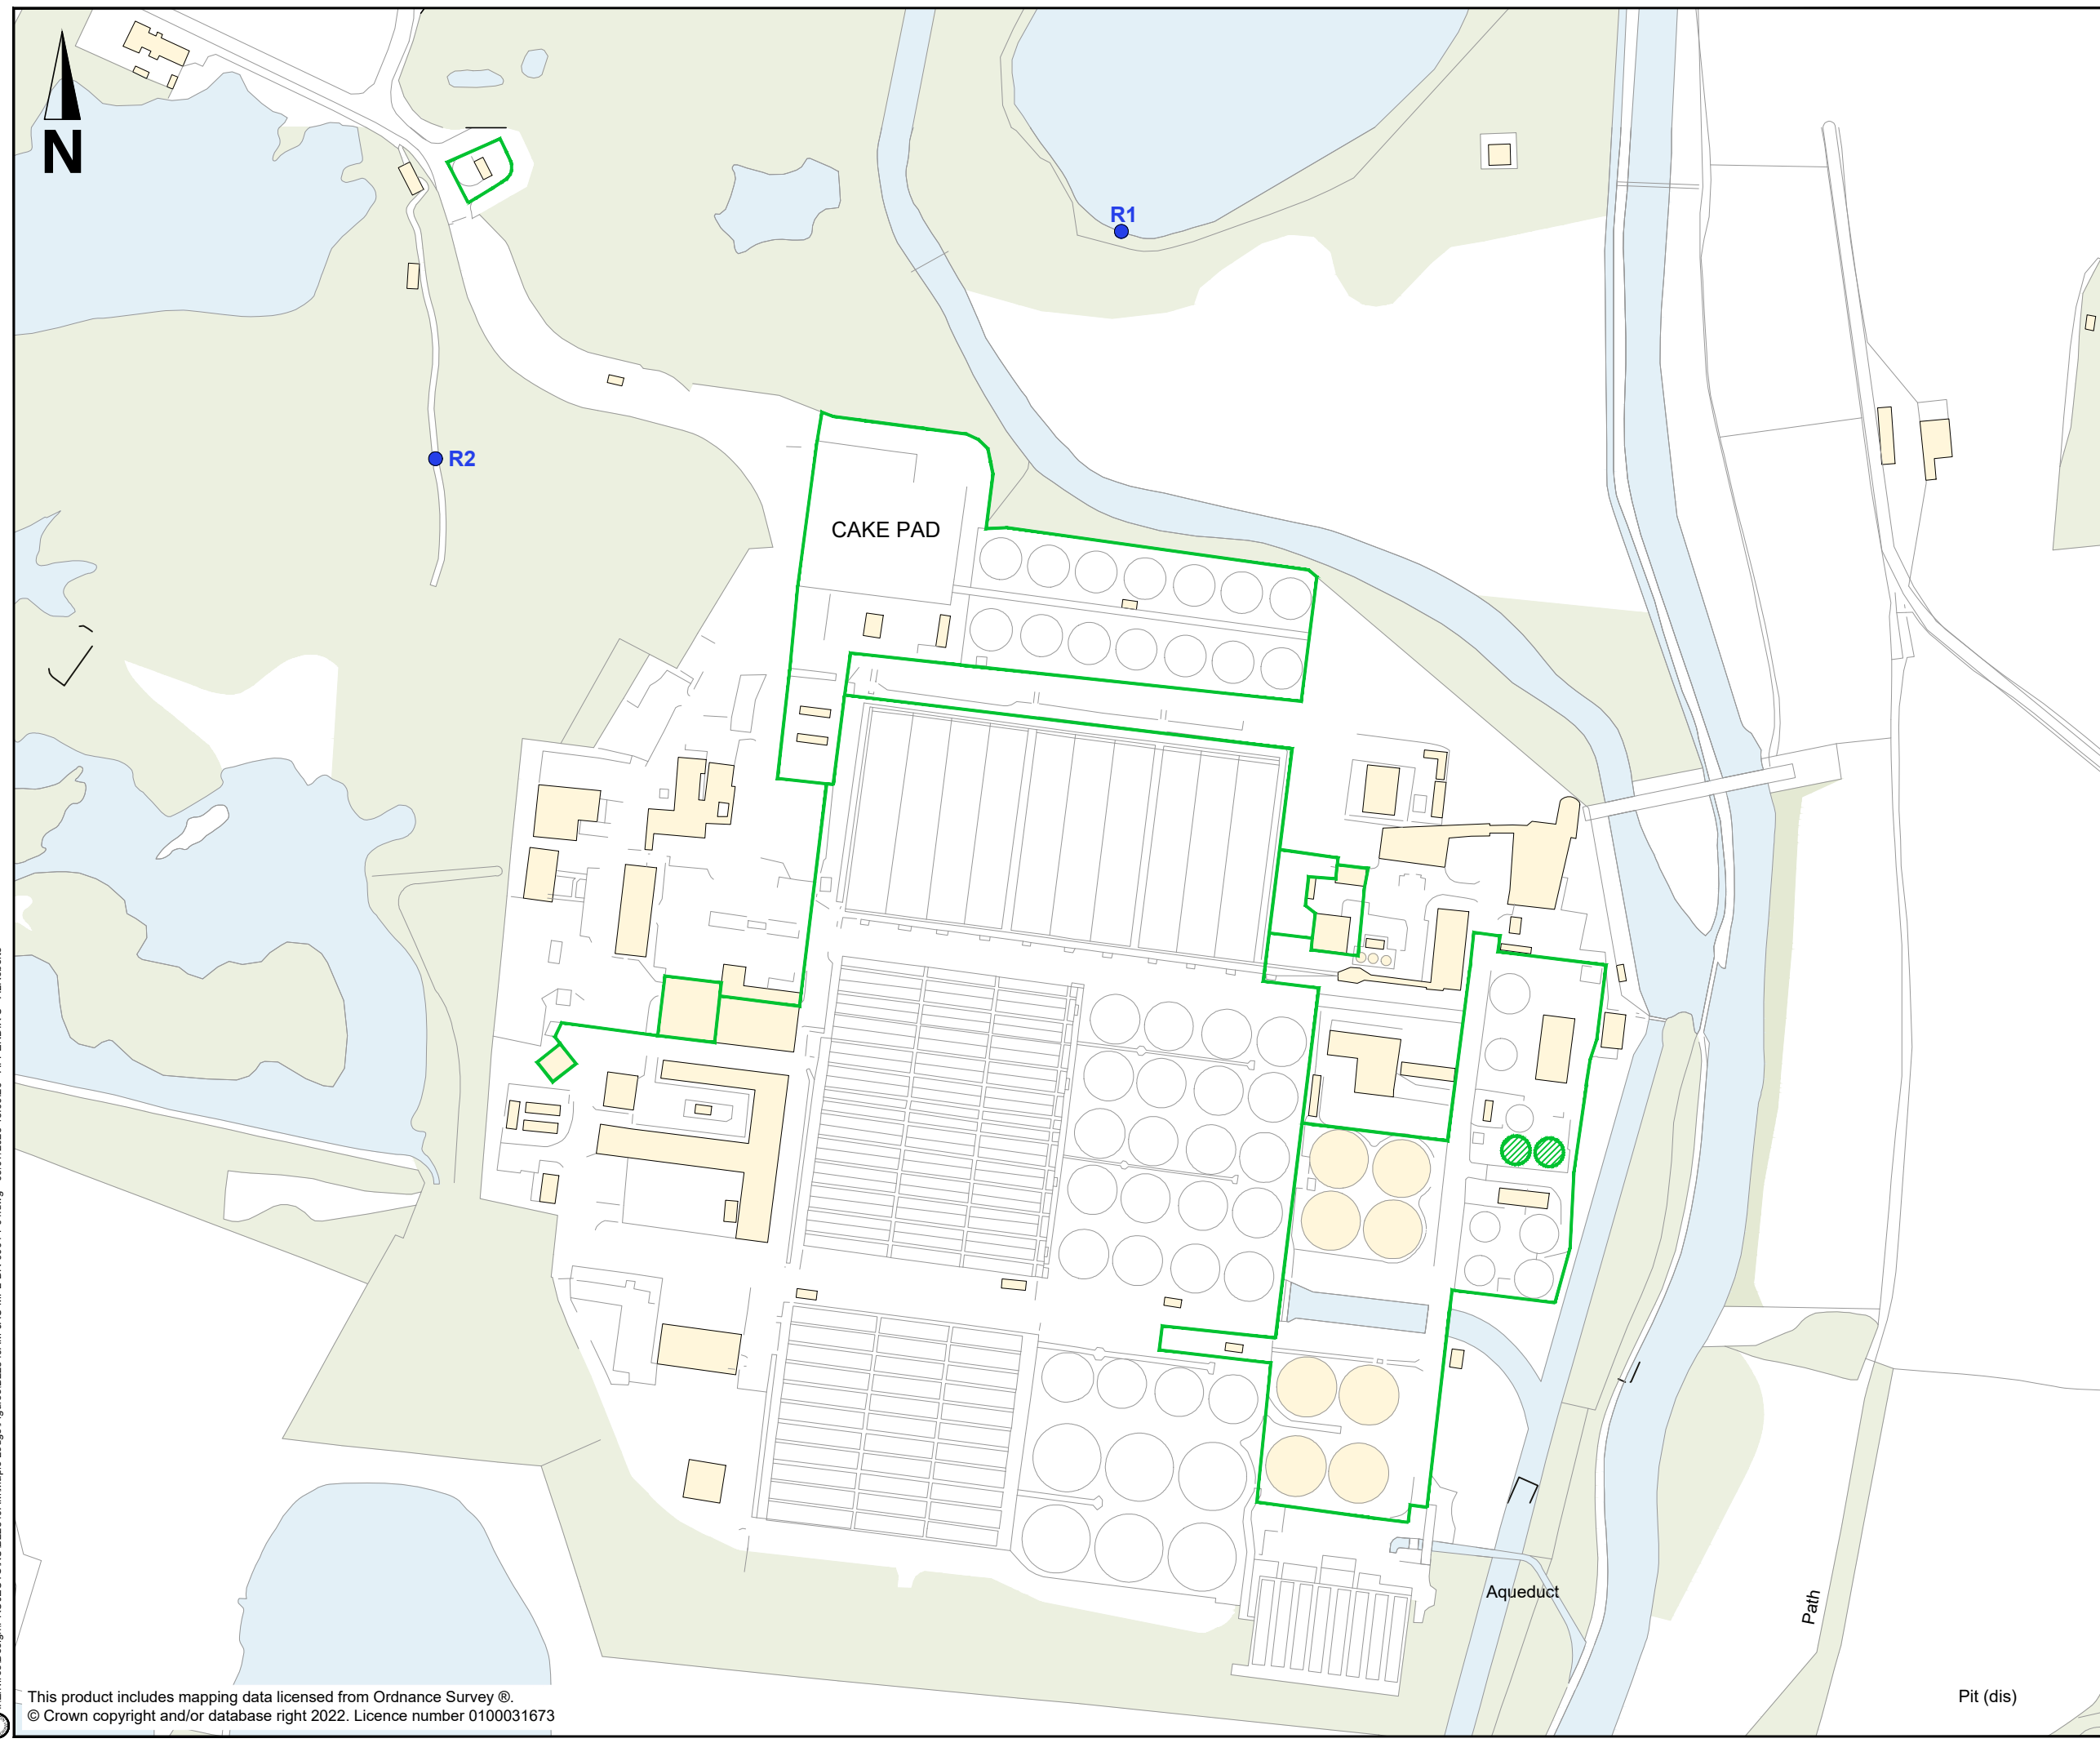 N
R1
R2
CAKE PAD
Aqueduct
Path
Pit (dis)
This product includes mapping data licensed from Ordnance Survey ®.
© Crown copyright and/or database right 2022. Licence number 0100031673